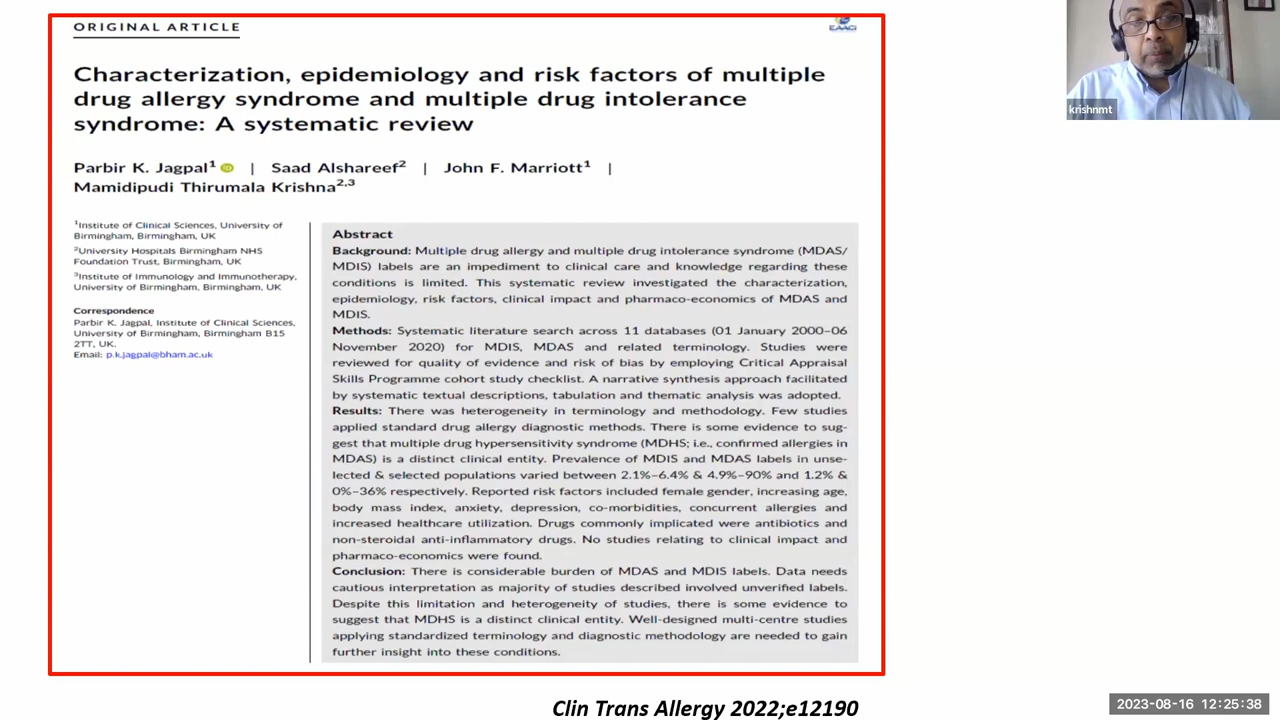 ORIGINAL ARTICLE
EAACI
Characterization, epidemiology and risk factors of multiple
drug allergy syndrome and multiple drug intolerance
syndrome: A systematic review
Parbir K. Jagpal1 iD | Saad Alshareef2 | John F. Marriott1 |
Mamidipudi Thirumala Krishna2,3
1Institute of Clinical Sciences, University of
Birmingham, Birmingham, UK
2University Hospitals Birmingham NHS
Foundation Trust, Birmingham, UK
3Institute of Immunology and Immunotherapy,
University of Birmingham, Birmingham, UK
Correspondence
Parbir K. Jagpal, Institute of Clinical Sciences,
University of Birmingham, Birmingham B15
2TT, UK.
Email: p.k.jagpal@bham.ac.uk
Abstract
Background: Multiple drug allergy and multiple drug intolerance syndrome (MDAS/
MDIS) labels are an impediment to clinical care and knowledge regarding these
conditions is limited. This systematic review investigated the characterization,
epidemiology, risk factors, clinical impact and pharmaco-economics of MDAS and
MDIS.
Methods: Systematic literature search across 11 databases (01 January 2000–06
November 2020) for MDIS, MDAS and related terminology. Studies were
reviewed for quality of evidence and risk of bias by employing Critical Appraisal
Skills Programme cohort study checklist. A narrative synthesis approach facilitated
by systematic textual descriptions, tabulation and thematic analysis was adopted.
Results: There was heterogeneity in terminology and methodology. Few studies
applied standard drug allergy diagnostic methods. There is some evidence to sug-
gest that multiple drug hypersensitivity syndrome (MDHS; i.e., confirmed allergies in
MDAS) is a distinct clinical entity. Prevalence of MDIS and MDAS labels in unse-
lected & selected populations varied between 2.1%–6.4% & 4.9%–90% and 1.2% &
0%–36% respectively. Reported risk factors included female gender, increasing age,
body mass index, anxiety, depression, co-morbidities, concurrent allergies and
increased healthcare utilization. Drugs commonly implicated were antibiotics and
non-steroidal anti-inflammatory drugs. No studies relating to clinical impact and
pharmaco-economics were found.
Conclusion: There is considerable burden of MDAS and MDIS labels. Data needs
cautious interpretation as majority of studies described involved unverified labels.
Despite this limitation and heterogeneity of studies, there is some evidence to
suggest that MDHS is a distinct clinical entity. Well-designed multi-centre studies
applying standardized terminology and diagnostic methodology are needed to gain
further insight into these conditions.
Clin Trans Allergy 2022;e12190
krishnmt
2023-08-16 12:25:38